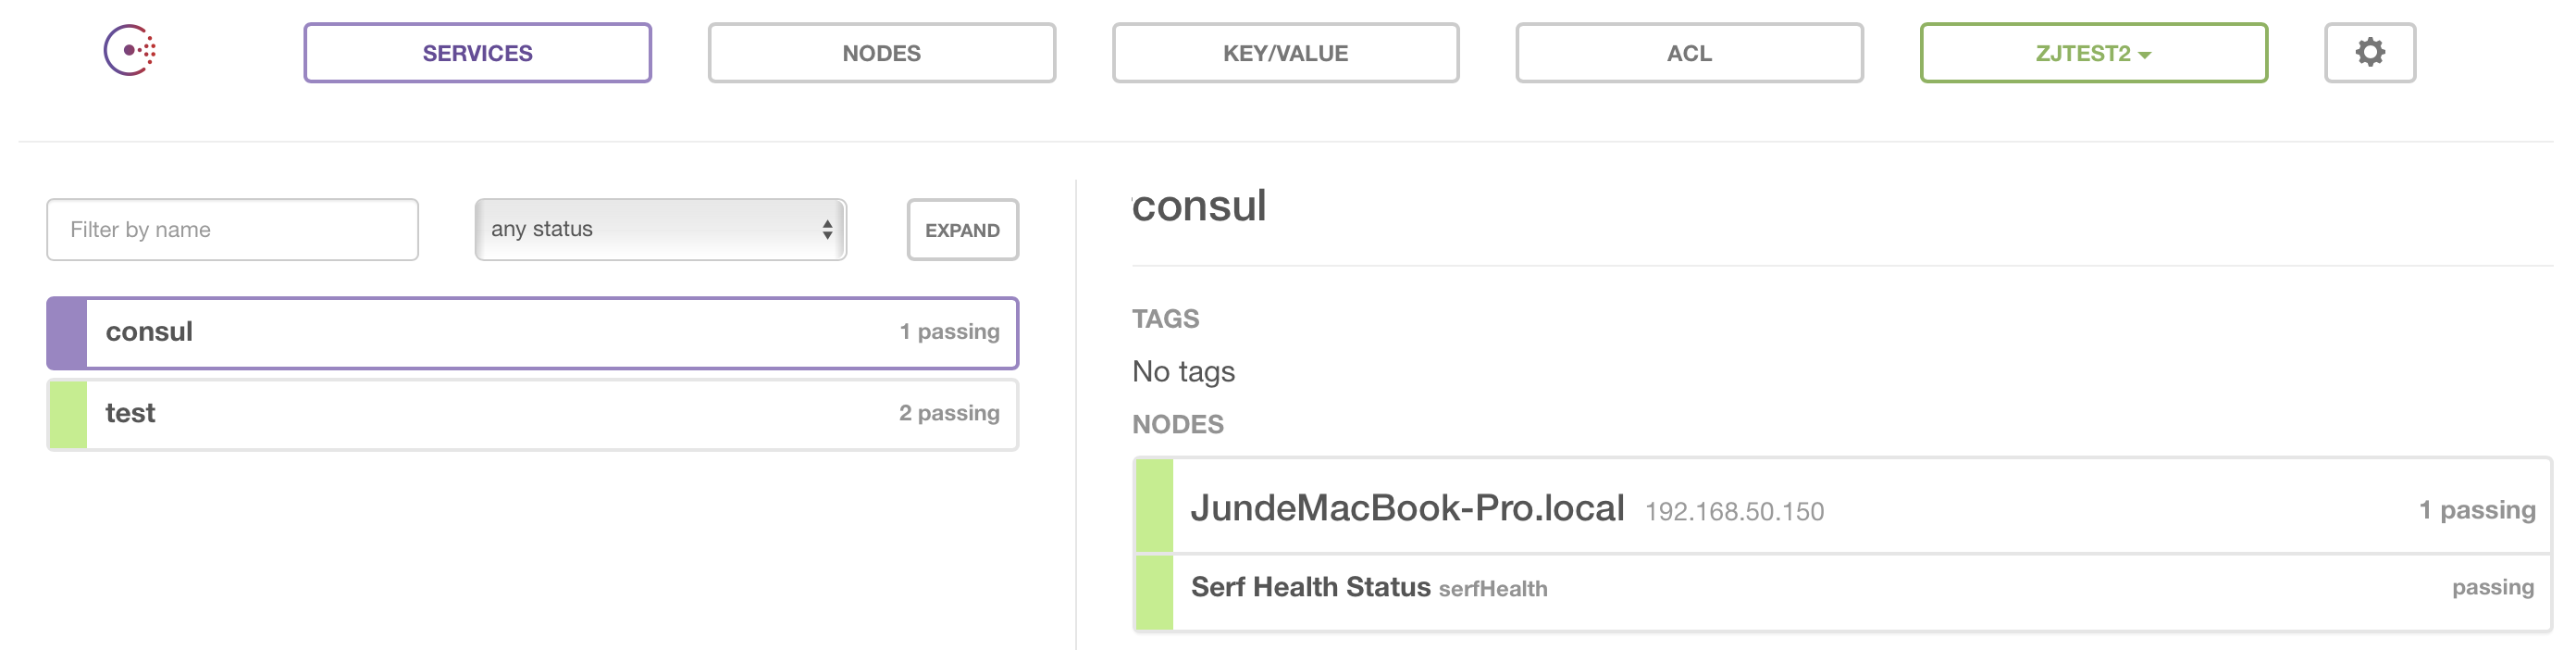 SERVICES NODES KEY/VALUE ACL ZJTEST2
Filter by name any status EXPAND
consul 1 passing
test 2 passing
consul
TAGS
No tags
NODES
JundeMacBook-Pro.local 192.168.50.150 1 passing
Serf Health Status serfHealth passing